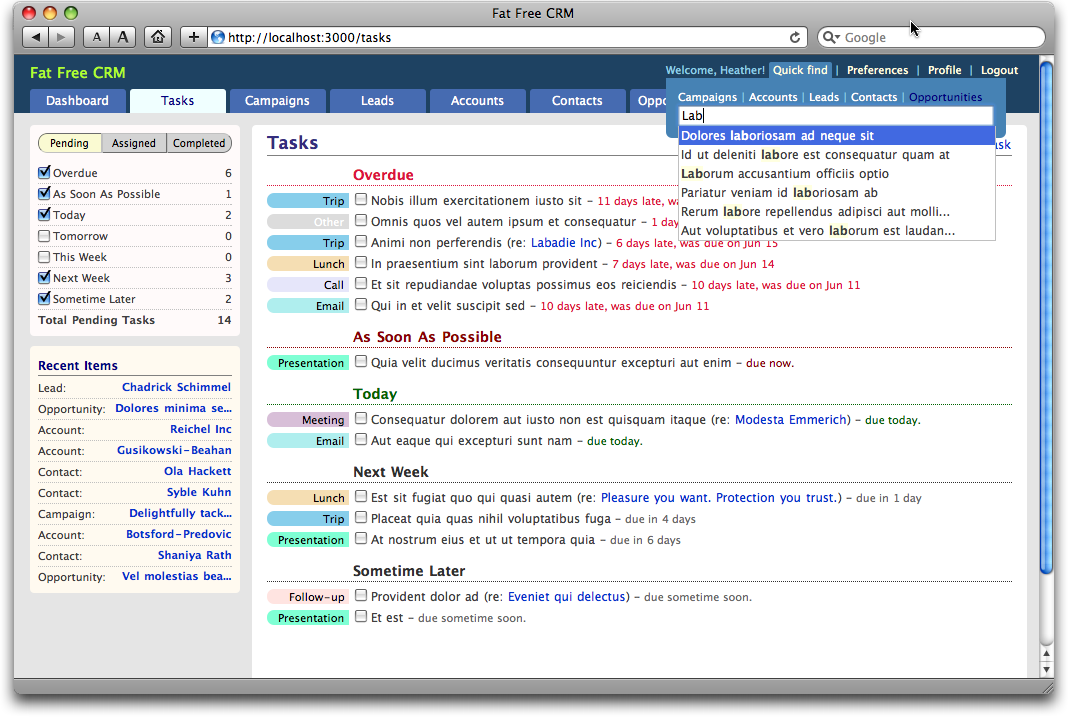 Fat Free CRM
A A + http://localhost:3000/tasks Google
Fat Free CRM
Welcome, Heather! Quick find | Preferences | Profile | Logout
Dashboard Tasks Campaigns Leads Accounts Contacts Oppo
Campaigns | Accounts | Leads | Contacts | Opportunities
Lab
Dolores laboriosam ad neque sit
Id ut deleniti labore est consequatur quam at
Laborum accusantium officiis optio
Pariatur veniam id laboriosam ab
Rerum labore repellendus adipisci aut molli...
Aut voluptatibus et vero laborum est laudan...
Pending Assigned Completed
Overdue 6
As Soon As Possible 1
Today 2
Tomorrow 0
This Week 0
Next Week 3
Sometime Later 2
Total Pending Tasks 14
Recent Items
Lead: Chadrick Schimmel
Opportunity: Dolores minima se...
Account: Reichel Inc
Account: Gusikowski-Beahan
Contact: Ola Hackett
Contact: Syble Kuhn
Campaign: Delightfully tack...
Account: Botsford-Predovic
Contact: Shaniya Rath
Opportunity: Vel molestias bea...
Tasks
Overdue
Trip Nobis illum exercitationem iusto sit – 11 days late, wa
Other Omnis quos vel autem ipsum et consequatur – 1 day
Trip Animi non perferendis (re: Labadie Inc) – 6 days late, was due on Jun 15
Lunch In praesentium sint laborum provident – 7 days late, was due on Jun 14
Call Et sit repudiandae voluptas possimus eos reiciendis – 10 days late, was due on Jun 11
Email Qui in et velit suscipit sed – 10 days late, was due on Jun 11
As Soon As Possible
Presentation Quia velit ducimus veritatis consequuntur excepturi aut enim – due now.
Today
Meeting Consequatur dolorem aut iusto non est quisquam itaque (re: Modesta Emmerich) – due today.
Email Aut eaque qui excepturi sunt nam – due today.
Next Week
Lunch Est sit fugiat quo qui quasi autem (re: Pleasure you want. Protection you trust.) – due in 1 day
Trip Placeat quia quas nihil voluptatibus fuga – due in 4 days
Presentation At nostrum eius et ut ut tempora quia – due in 6 days
Sometime Later
Follow-up Provident dolor ad (re: Eveniet qui delectus) – due sometime soon.
Presentation Et est – due sometime soon.